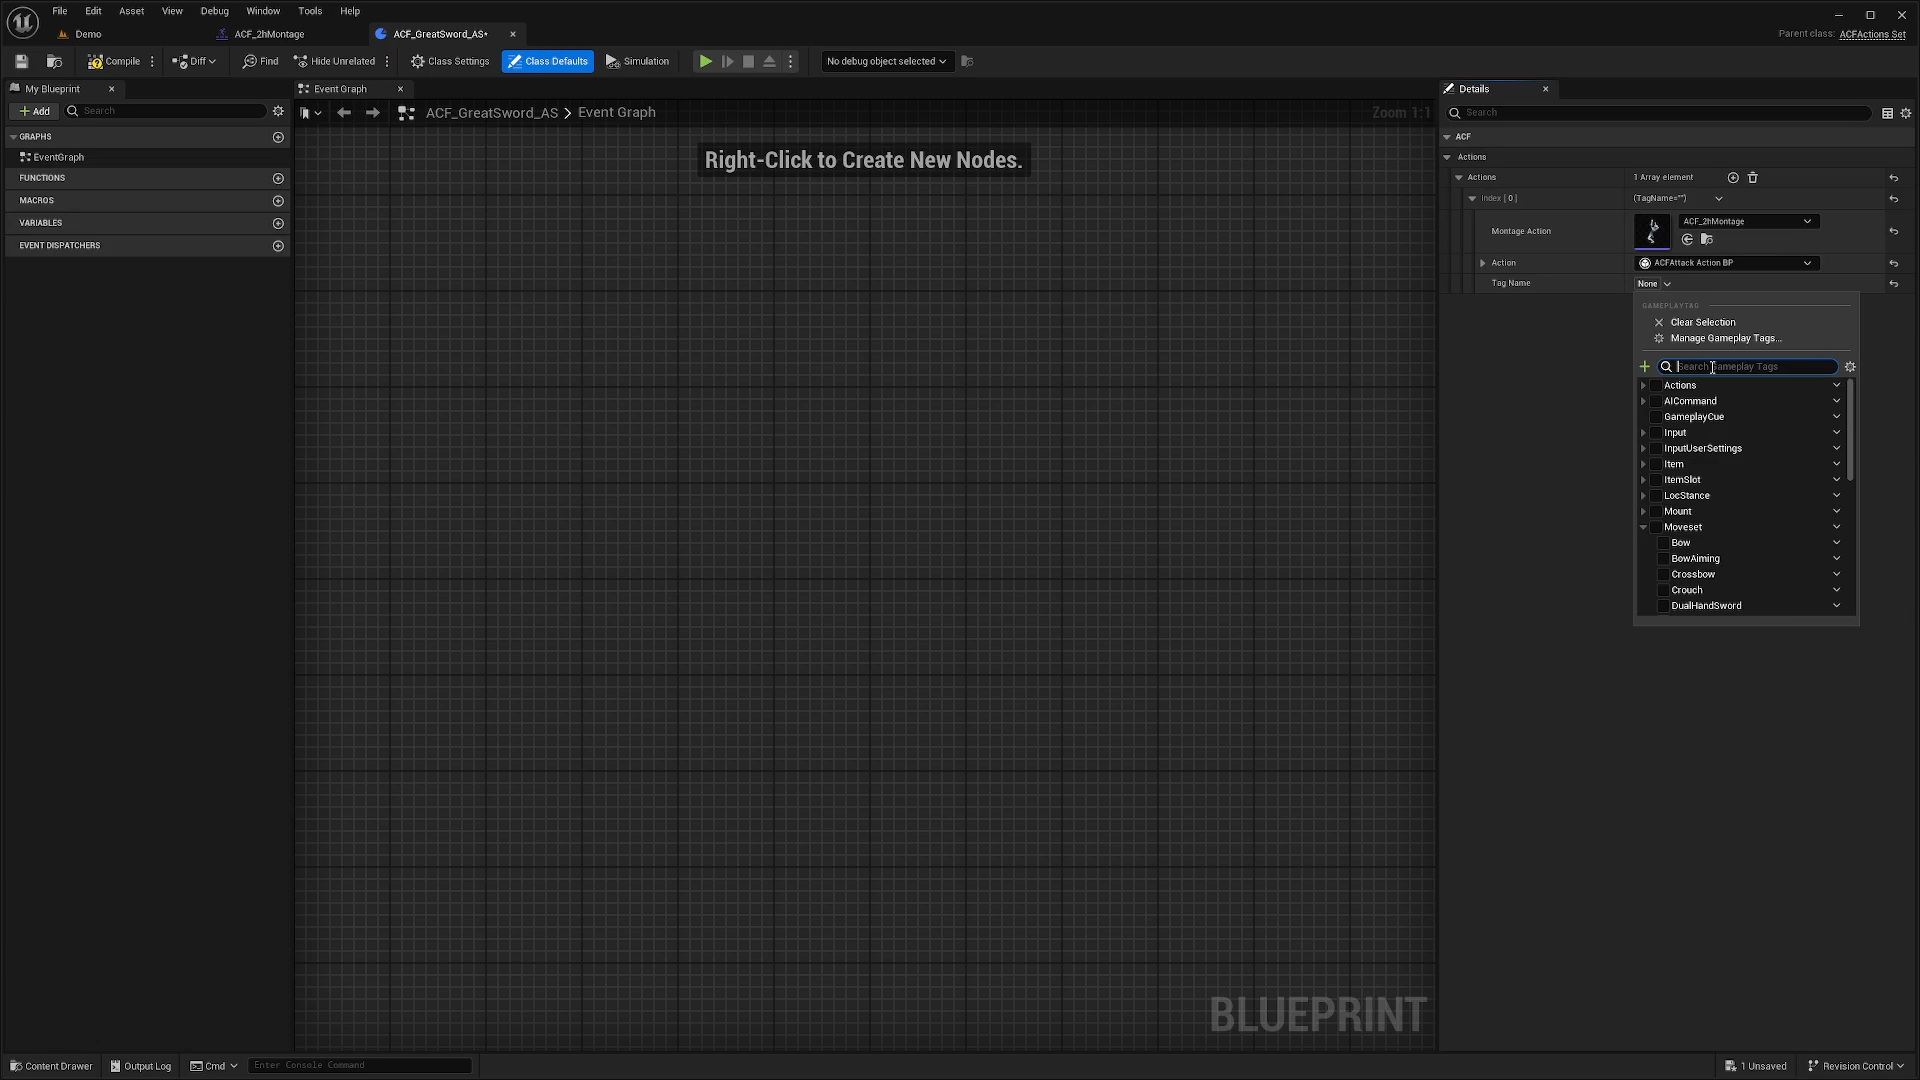 File Edit Asset View Debug Window Tools Help
Demo ACF_2hMontage ACF_GreatSword_AS*
Parent class: ACFActions Set
Compile Diff Find Hide Unrelated Class Settings Class Defaults Simulation No debug object selected
My Blueprint
Event Graph
Details
Add Search
ACF_GreatSword_AS > Event Graph
Zoom 1:1
Search
GRAPHS
EventGraph
FUNCTIONS
MACROS
VARIABLES
EVENT DISPATCHERS
Right-Click to Create New Nodes.
BLUEPRINT
ACF
Actions
Actions 1 Array element
Index [ 0 ] (TagName="")
Montage Action ACF_2hMontage
Action ACFAttack Action BP
Tag Name None
GAMEPLAYTAG
Clear Selection
Manage Gameplay Tags...
Search Gameplay Tags
Actions
AICommand
GameplayCue
Input
InputUserSettings
Item
ItemSlot
LocStance
Mount
Moveset
Bow
BowAiming
Crossbow
Crouch
DualHandSword
Content Drawer Output Log Cmd Enter Console Command
1 Unsaved Revision Control